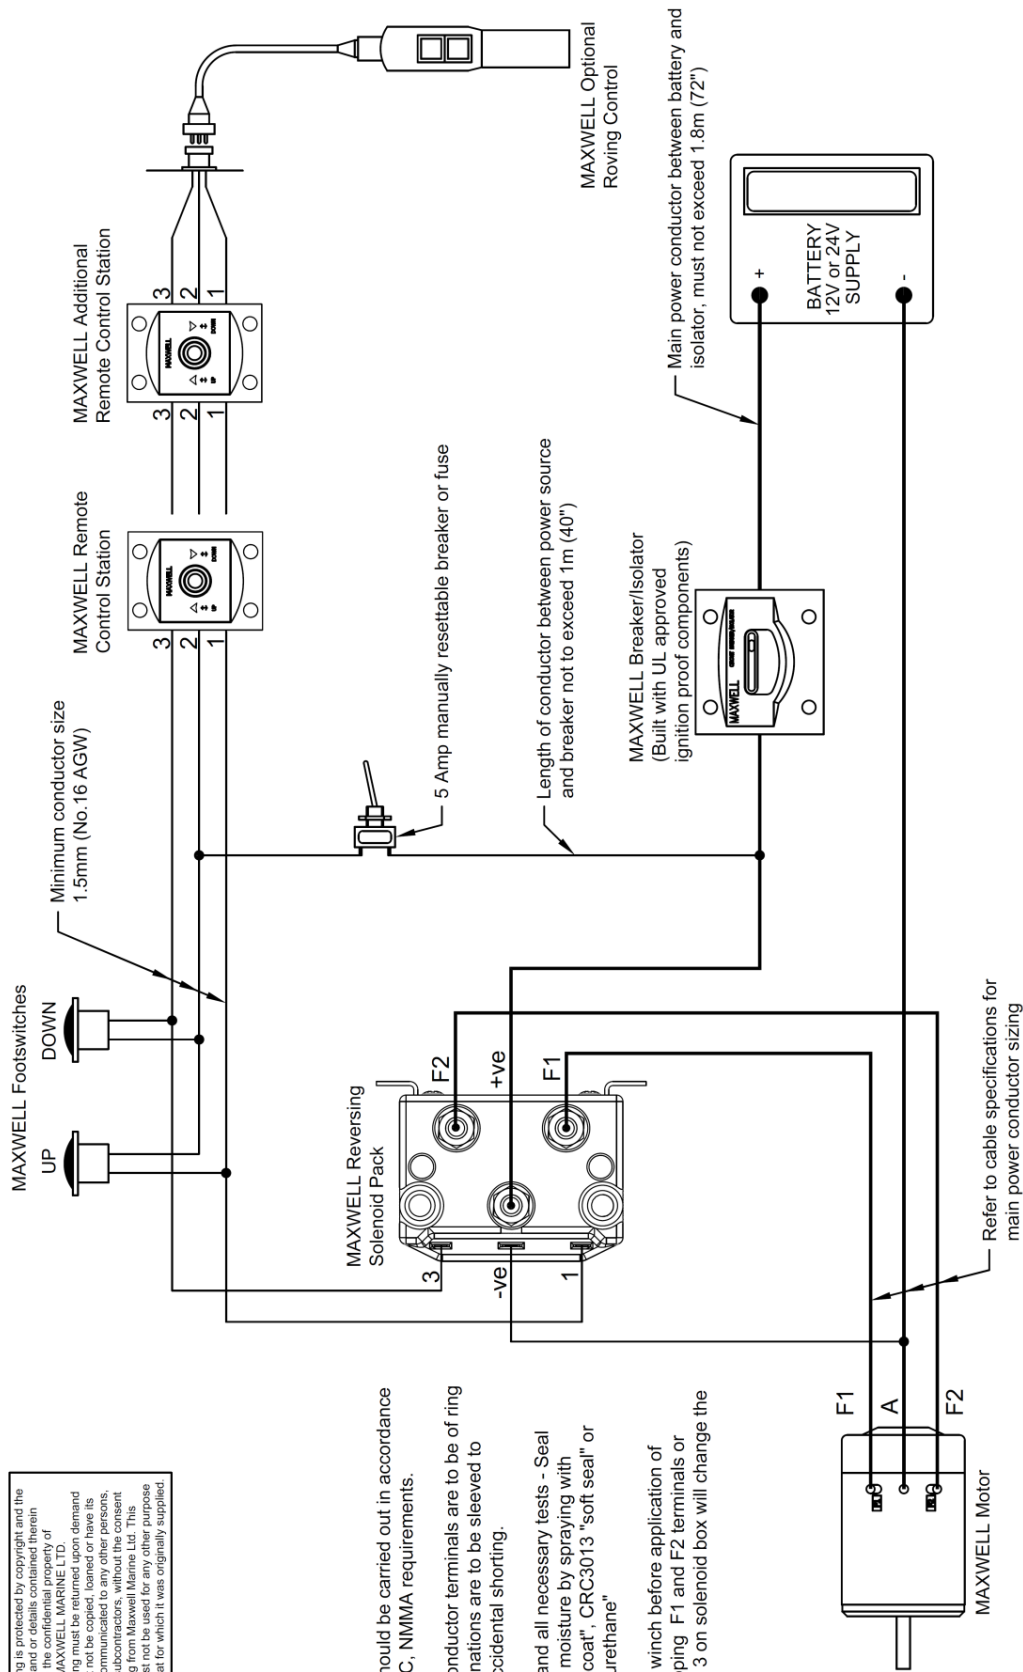 MAXWELL Footswitches
UP
DOWN
Minimum conductor size
1.5mm (No.16 AGW)
MAXWELL Remote
Control Station
MAXWELL Additional
Remote Control Station
3
2
1
MAXWELL
UP
DOWN
3
2
1
3
2
1
MAXWELL
UP
DOWN
MAXWELL Optional
Roving Control
5 Amp manually resettable breaker or fuse
Length of conductor between power source
and breaker not to exceed 1m (40")
MAXWELL Breaker/Isolator
(Built with UL approved
ignition proof components)
MAXWELL
Main power conductor between battery and
isolator, must not exceed 1.8m (72")
BATTERY
12V or 24V
SUPPLY
+
-
MAXWELL Reversing
Solenoid Pack
3
-ve
1
F2
+ve
F1
F1
A
F2
F1
F2
MAXWELL Motor
Refer to cable specifications for
main power conductor sizing
ng is protected by copyright and the
and or details contained therein
the confidential property of
MAXWELL MARINE LTD.
ng must be returned upon demand
not be copied, loaned or have its
ommunicated to any other persons,
subcontractors, without the consent
g from Maxwell Marine Ltd. This
st not be used for any other purpose
at for which it was originally supplied.
hould be carried out in accordance
C, NMMA requirements.
onductor terminals are to be of ring
nations are to be sleeved to
ccidental shorting.
and all necessary tests - Seal
moisture by spraying with
coat", CRC3013 "soft seal" or
urethane"
winch before application of
ping F1 and F2 terminals or
3 on solenoid box will change the